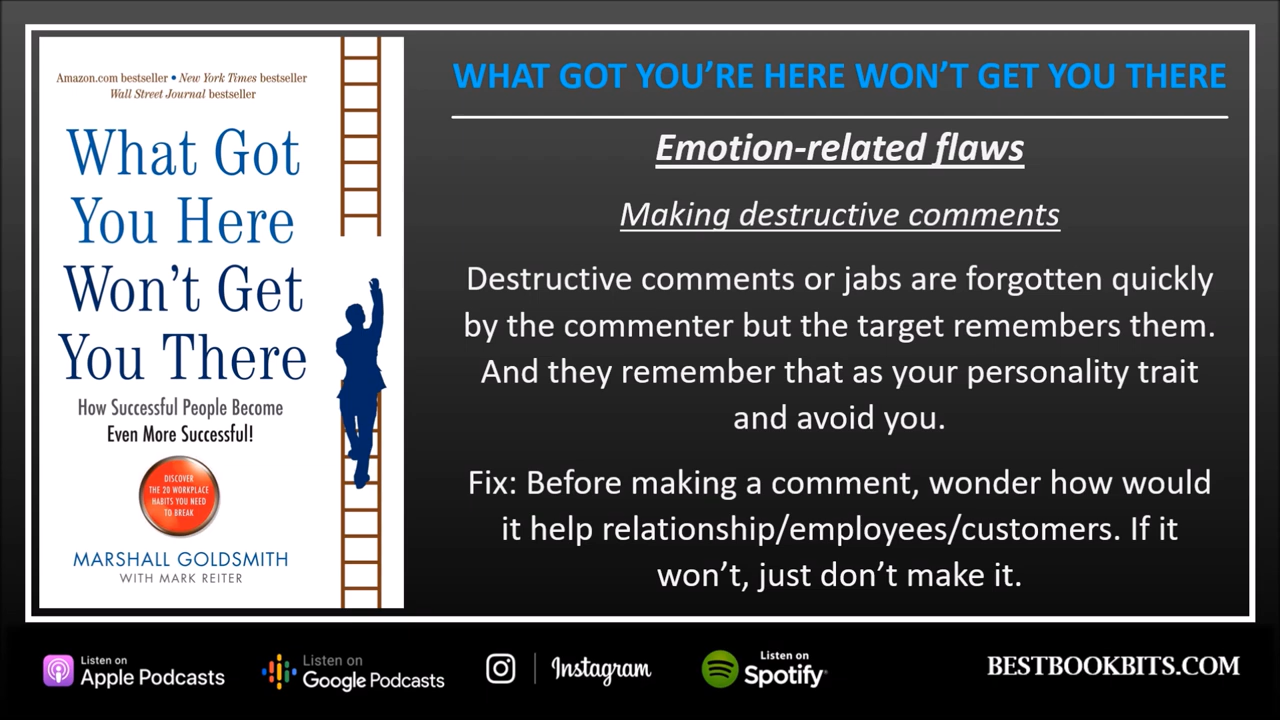 Amazon.com bestseller • New York Times bestseller
Wall Street Journal bestseller
What Got
You Here
Won't Get
You There
How Successful People Become
Even More Successful!
DISCOVER
THE 20 WORKPLACE
HABITS YOU NEED
TO BREAK
MARSHALL GOLDSMITH
WITH MARK REITER
WHAT GOT YOU'RE HERE WON'T GET YOU THERE
Emotion-related flaws
Making destructive comments
Destructive comments or jabs are forgotten quickly
by the commenter but the target remembers them.
And they remember that as your personality trait
and avoid you.
Fix: Before making a comment, wonder how would
it help relationship/employees/customers. If it
won't, just don't make it.
Listen on
Apple Podcasts
Listen on
Google Podcasts
Instagram
Listen on
Spotify
BESTBOOKBITS.COM